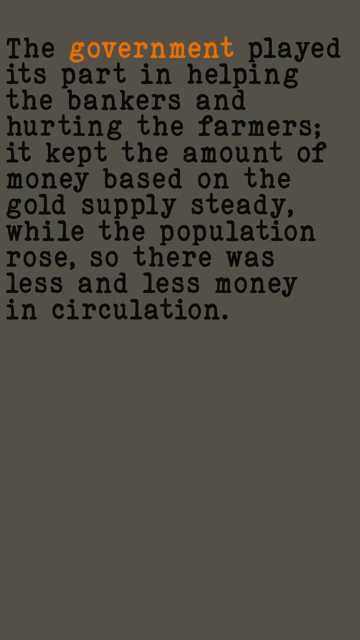 The government played
its part in helping
the bankers and
hurting the farmers;
it kept the amount of
money based on the
gold supply steady,
while the population
rose, so there was
less and less money
in circulation.